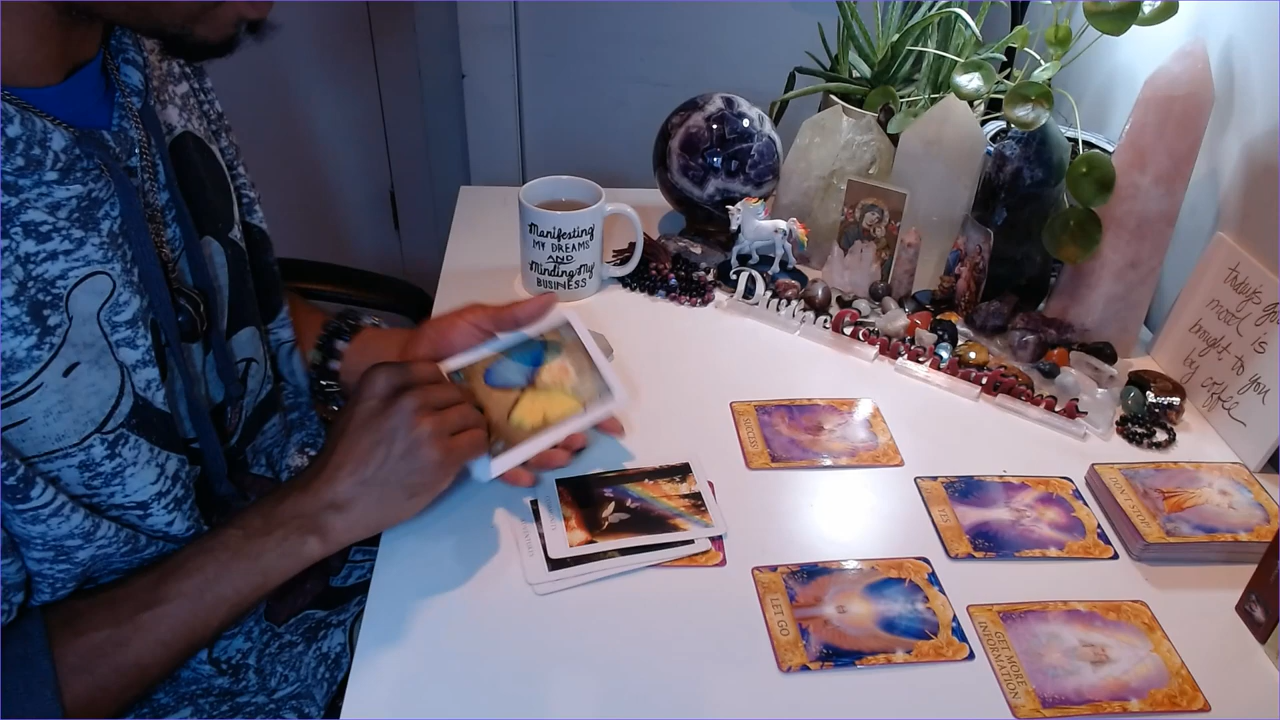 Manifesting
MY DREAMS
AND
Minding My
BUSINESS
today's good
mood is
brought to you
by coffee
SUCCESS!
YES
DON'T STOP!
LET GO
GET MORE
INFORMATION